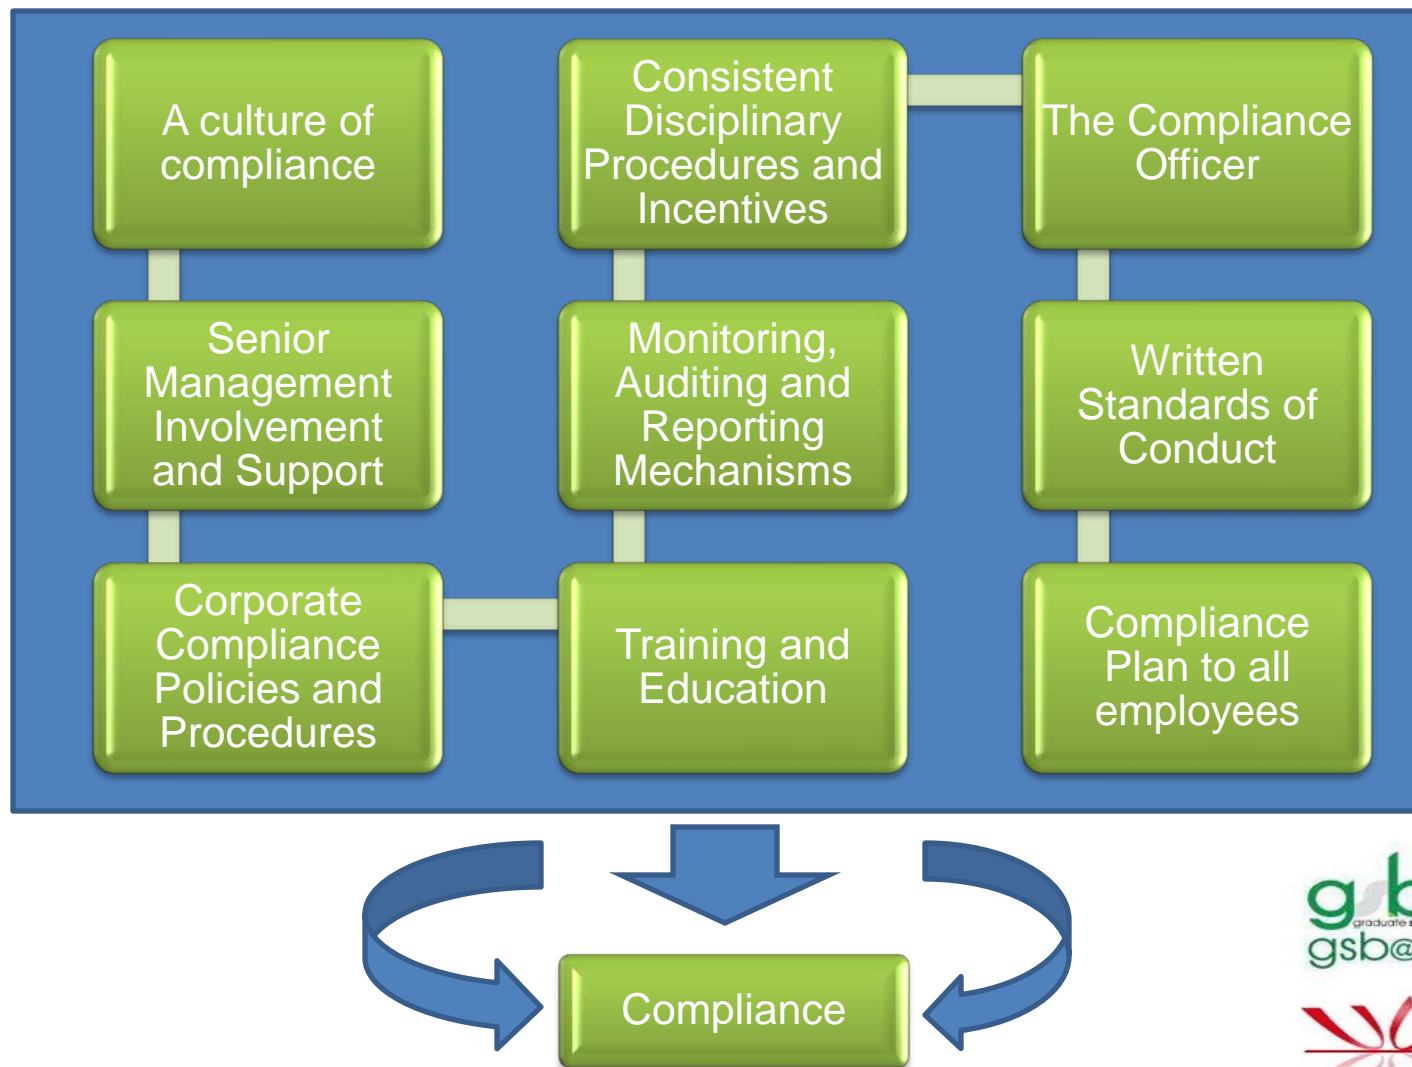 A culture of
compliance
Senior
Management
Involvement
and Support
Corporate
Compliance
Policies and
Procedures
Training and
Education
Monitoring,
Auditing and
Reporting
Mechanisms
Consistent
Disciplinary
Procedures and
Incentives
The Compliance
Officer
Written
Standards of
Conduct
Compliance
Plan to all
employees
Compliance
graduate
gsb@